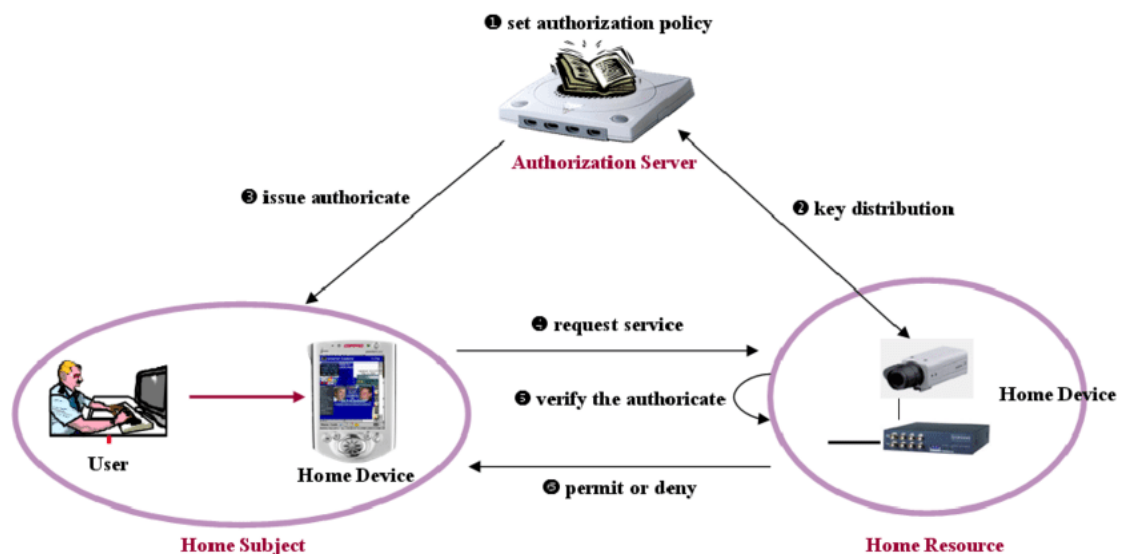 ❶ set authorization policy
Authorization Server
❸ issue authoricate
❷ key distribution
❹ request service
❺ verify the authoricate
Home Device
User
Home Device
❻ permit or deny
Home Subject
Home Resource